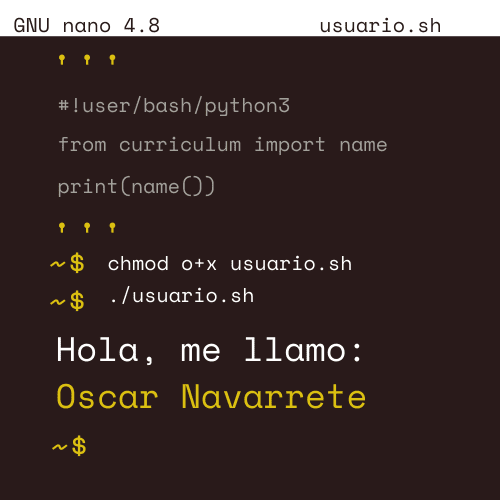 GNU nano 4.8 usuario.sh
' ' '
#!user/bash/python3
from curriculum import name
print(name())
' ' '
~$ chmod o+x usuario.sh
~$ ./usuario.sh
Hola, me llamo:
Oscar Navarrete
~$